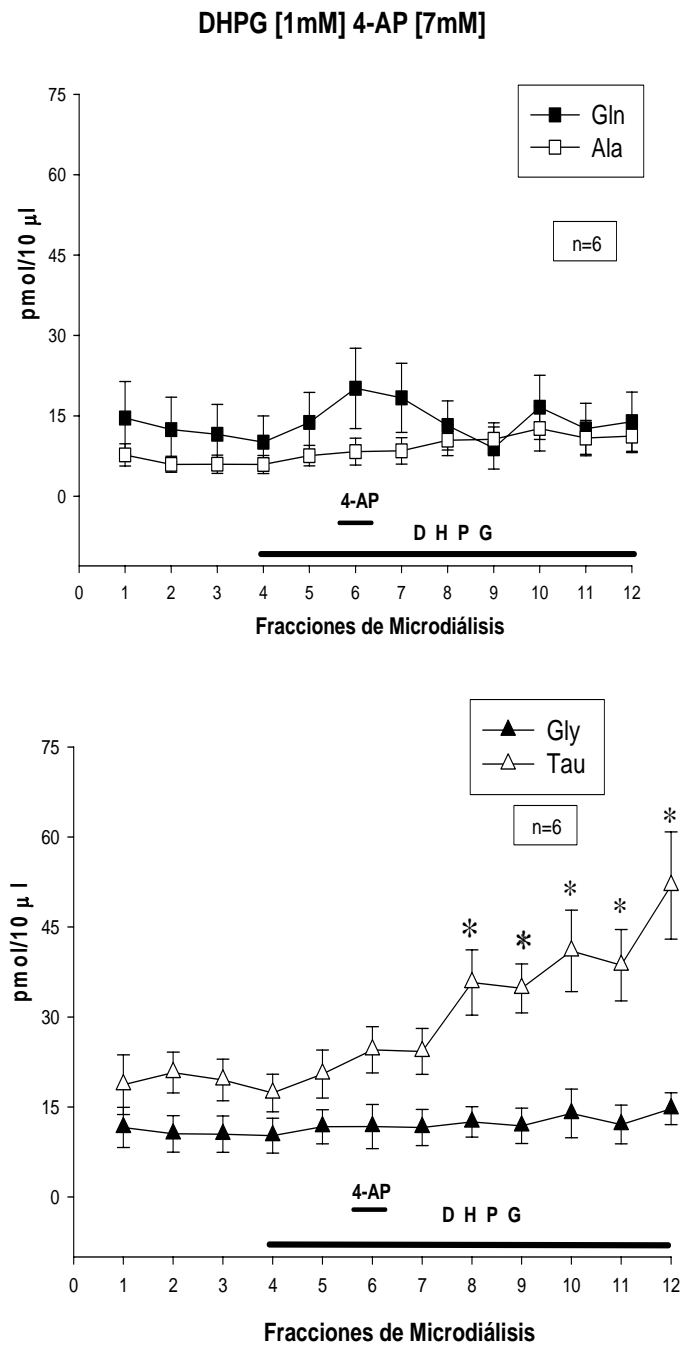 DHPG [1mM] 4-AP [7mM]
75
60
45
30
15
0
pmol/10 µl
Gln
Ala
n=6
4-AP
D H P G
0 1 2 3 4 5 6 7 8 9 10 11 12
Fracciones de Microdiálisis
75
60
45
30
15
0
pmol/10 µl
Gly
Tau
n=6
* * * * *
4-AP
D H P G
0 1 2 3 4 5 6 7 8 9 10 11 12
Fracciones de Microdiálisis